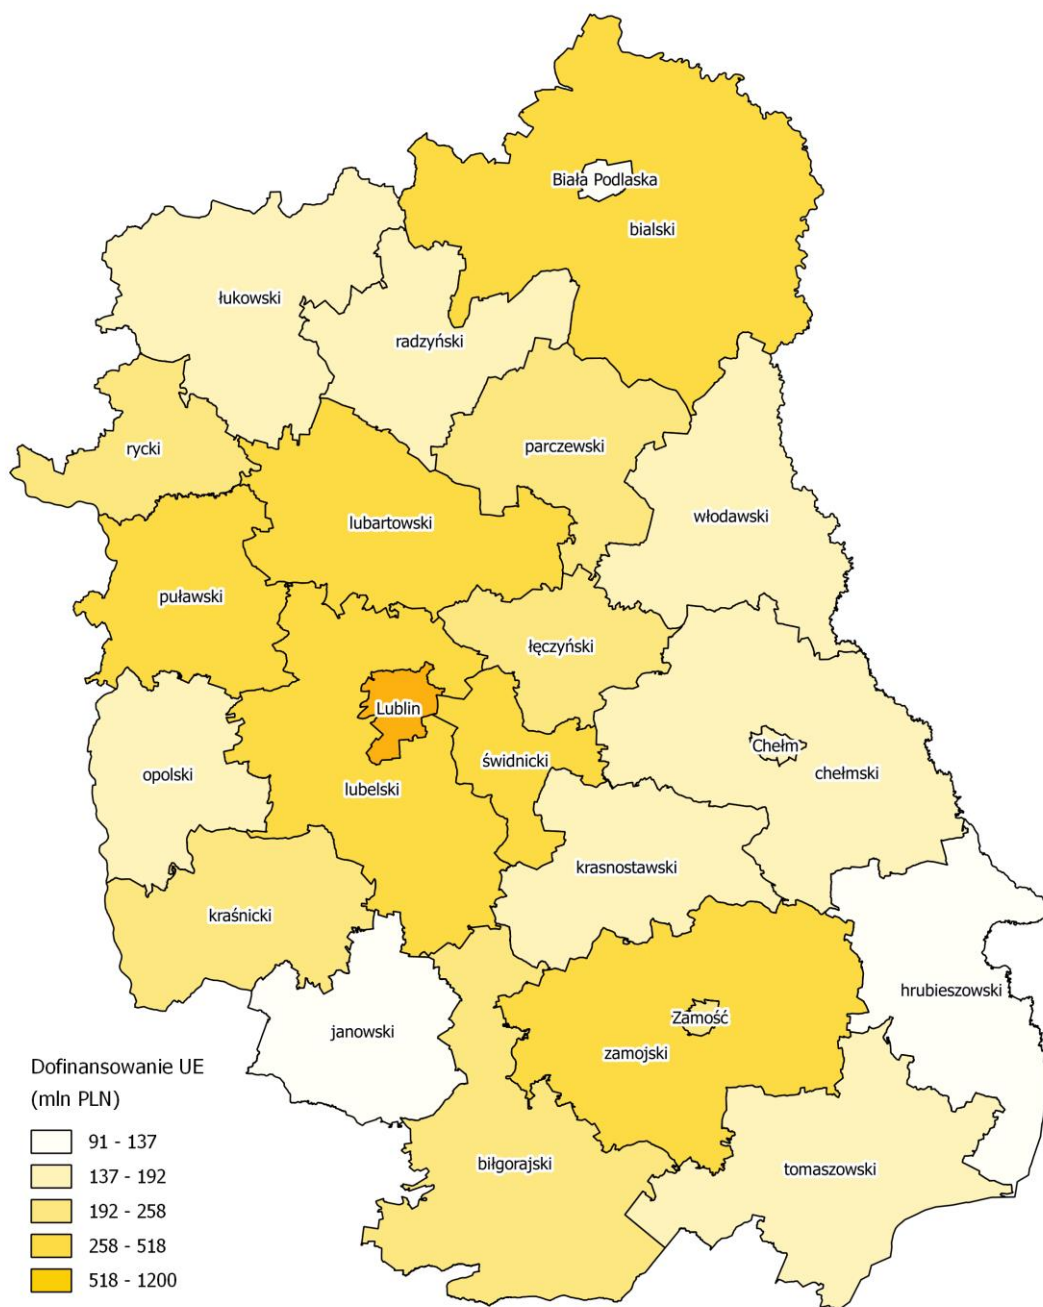 Biała Podlaska
bialski
łukowski
radzyński
rycki
parczewski
włodawski
lubartowski
puławski
łęczyński
Lublin
Chełm
świdnicki
opolski
chełmski
lubelski
krasnostawski
kraśnicki
hrubieszowski
Zamość
janowski
zamojski
biłgorajski
tomaszowski
Dofinansowanie UE
(mln PLN)
91 - 137
137 - 192
192 - 258
258 - 518
518 - 1200